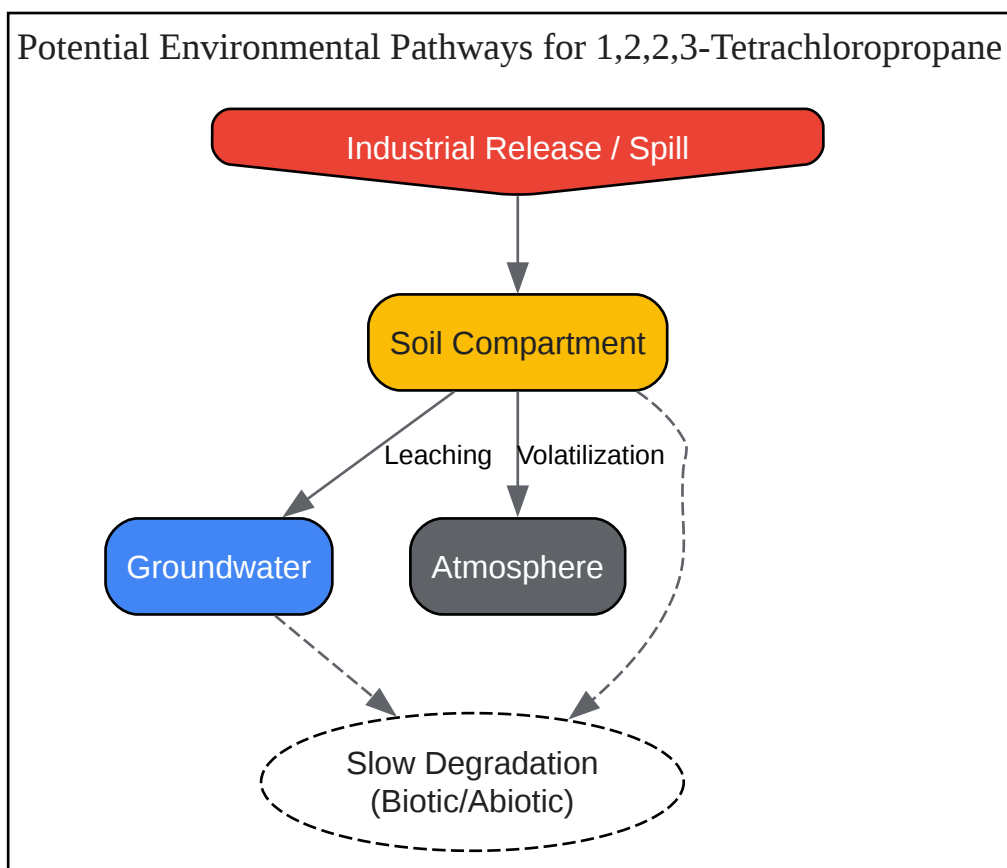 Potential Environmental Pathways for 1,2,2,3-Tetrachloropropane
Industrial Release / Spill
Soil Compartment
Leaching
Volatilization
Groundwater
Atmosphere
Slow Degradation
(Biotic/Abiotic)